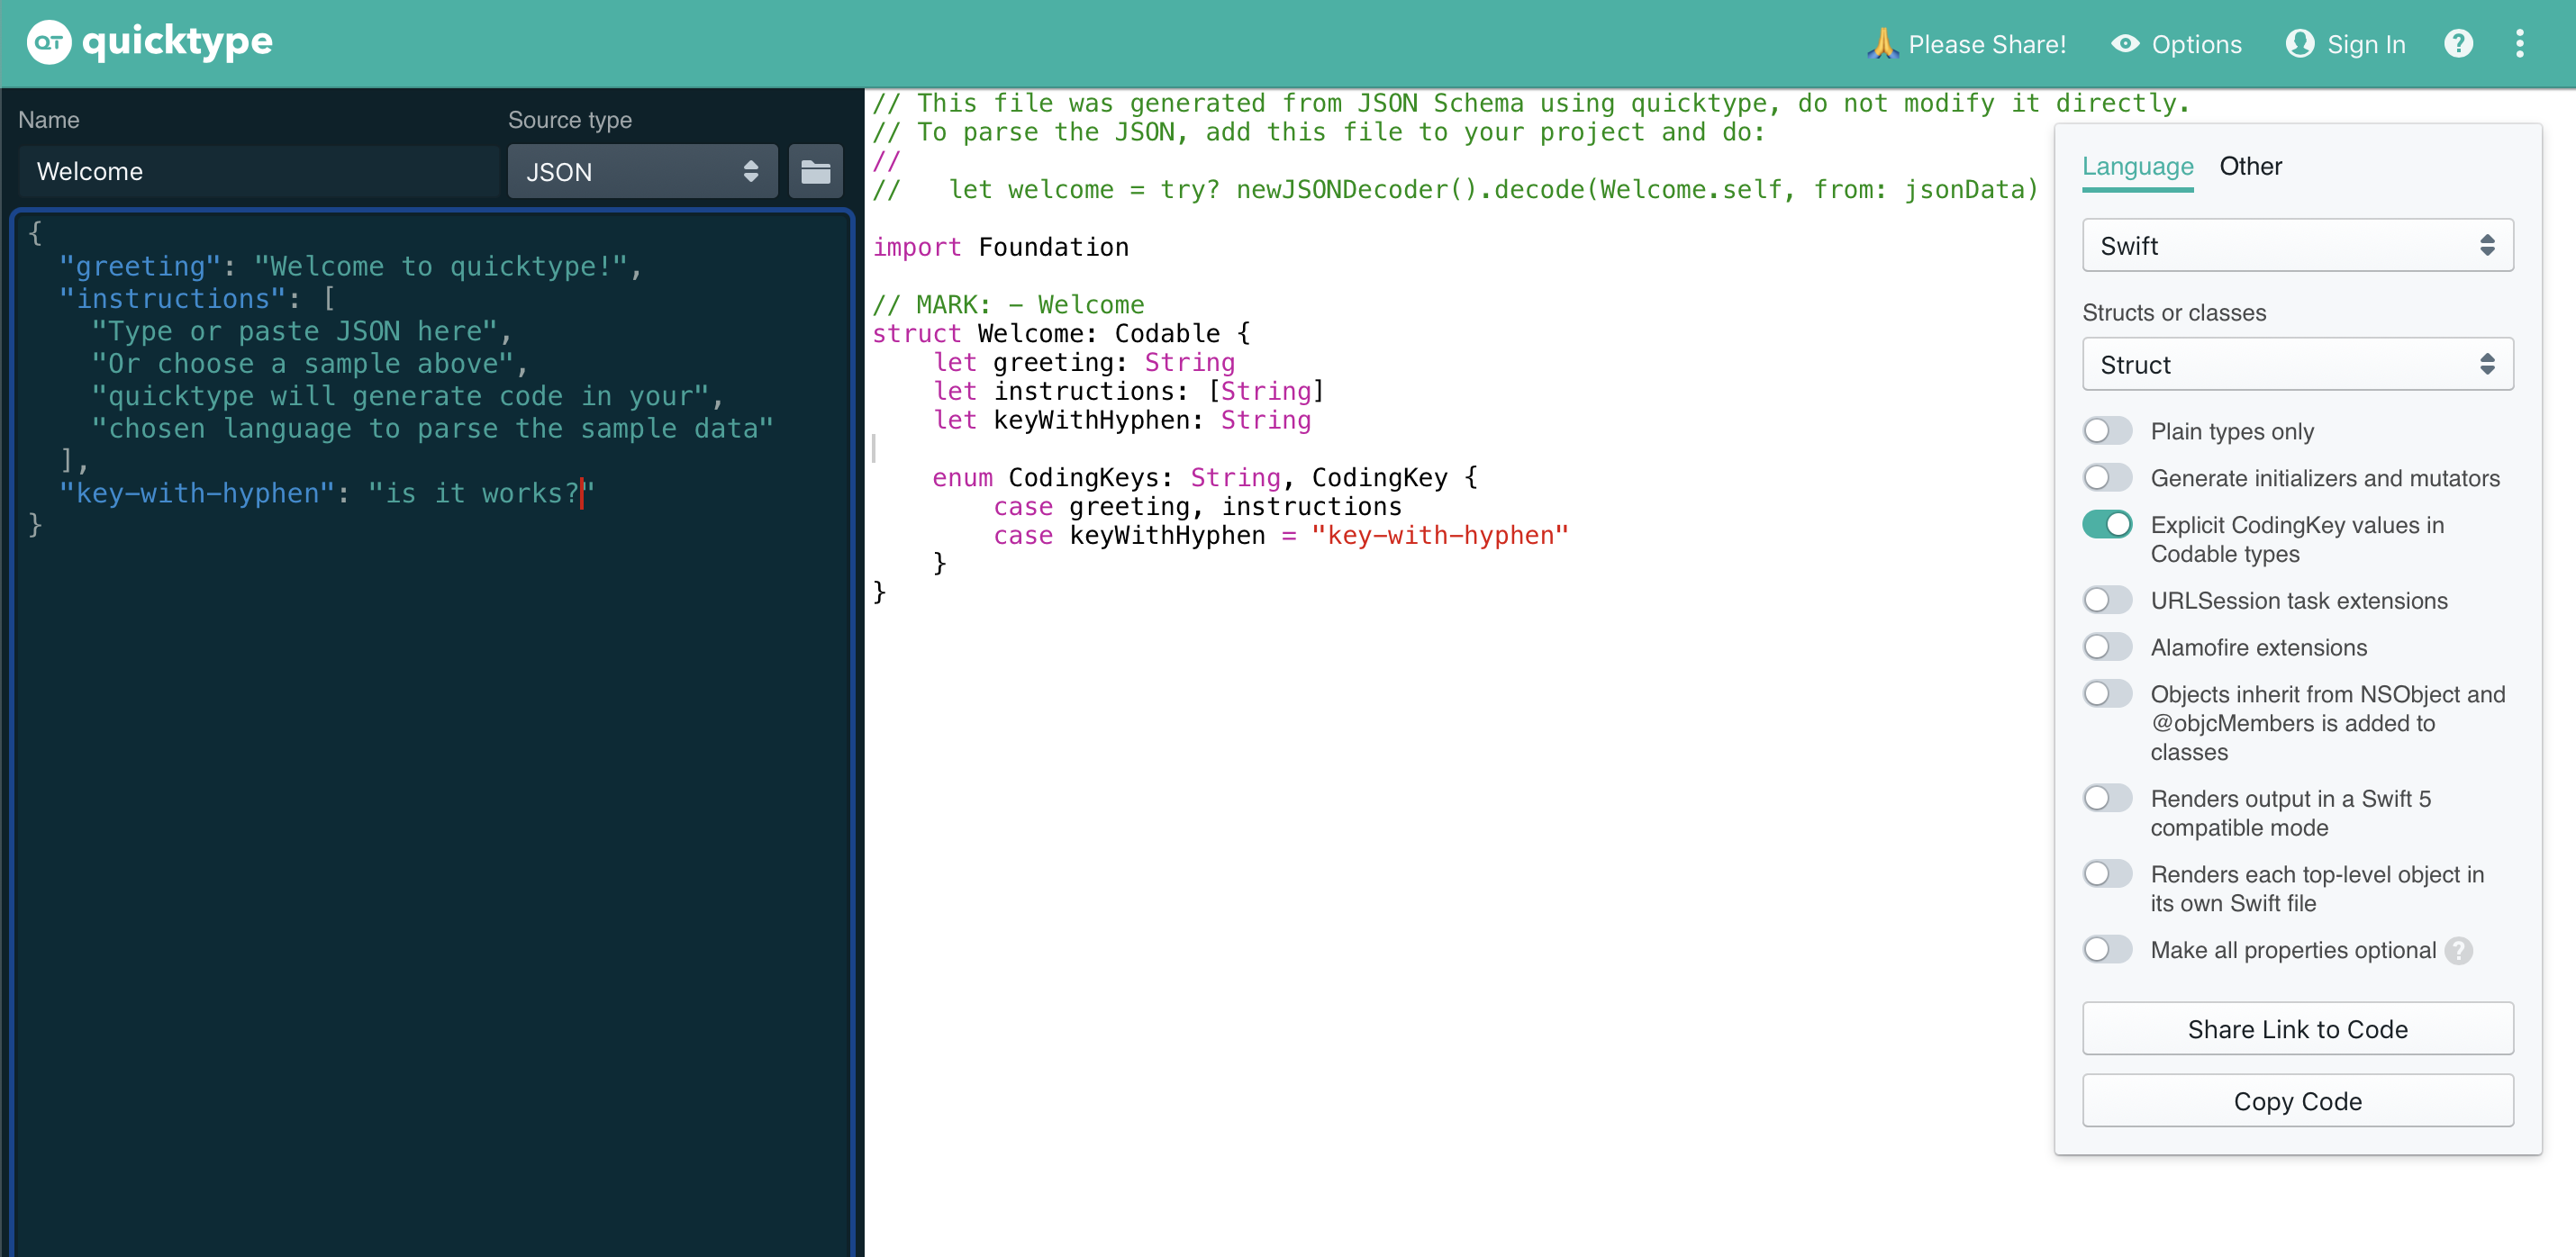 QT quicktype
🙏 Please Share!
Options
Sign In
?
Name
Source type
Welcome
JSON
{
  "greeting": "Welcome to quicktype!",
  "instructions": [
    "Type or paste JSON here",
    "Or choose a sample above",
    "quicktype will generate code in your",
    "chosen language to parse the sample data"
  ],
  "key-with-hyphen": "is it works?"
}
// This file was generated from JSON Schema using quicktype, do not modify it directly.
// To parse the JSON, add this file to your project and do:
//
//   let welcome = try? newJSONDecoder().decode(Welcome.self, from: jsonData)
import Foundation
// MARK: - Welcome
struct Welcome: Codable {
    let greeting: String
    let instructions: [String]
    let keyWithHyphen: String
    enum CodingKeys: String, CodingKey {
        case greeting, instructions
        case keyWithHyphen = "key-with-hyphen"
    }
}
Language
Other
Swift
Structs or classes
Struct
Plain types only
Generate initializers and mutators
Explicit CodingKey values in
Codable types
URLSession task extensions
Alamofire extensions
Objects inherit from NSObject and
@objcMembers is added to
classes
Renders output in a Swift 5
compatible mode
Renders each top-level object in
its own Swift file
Make all properties optional ?
Share Link to Code
Copy Code